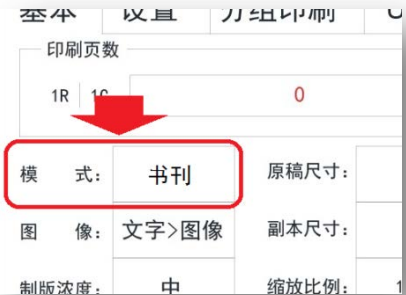 基本 设置 分组印刷
印刷页数
1R 0
模 式： 书刊 原稿尺寸：
图 像： 文字>图像 副本尺寸：
制版浓度： 中 缩放比例： 1